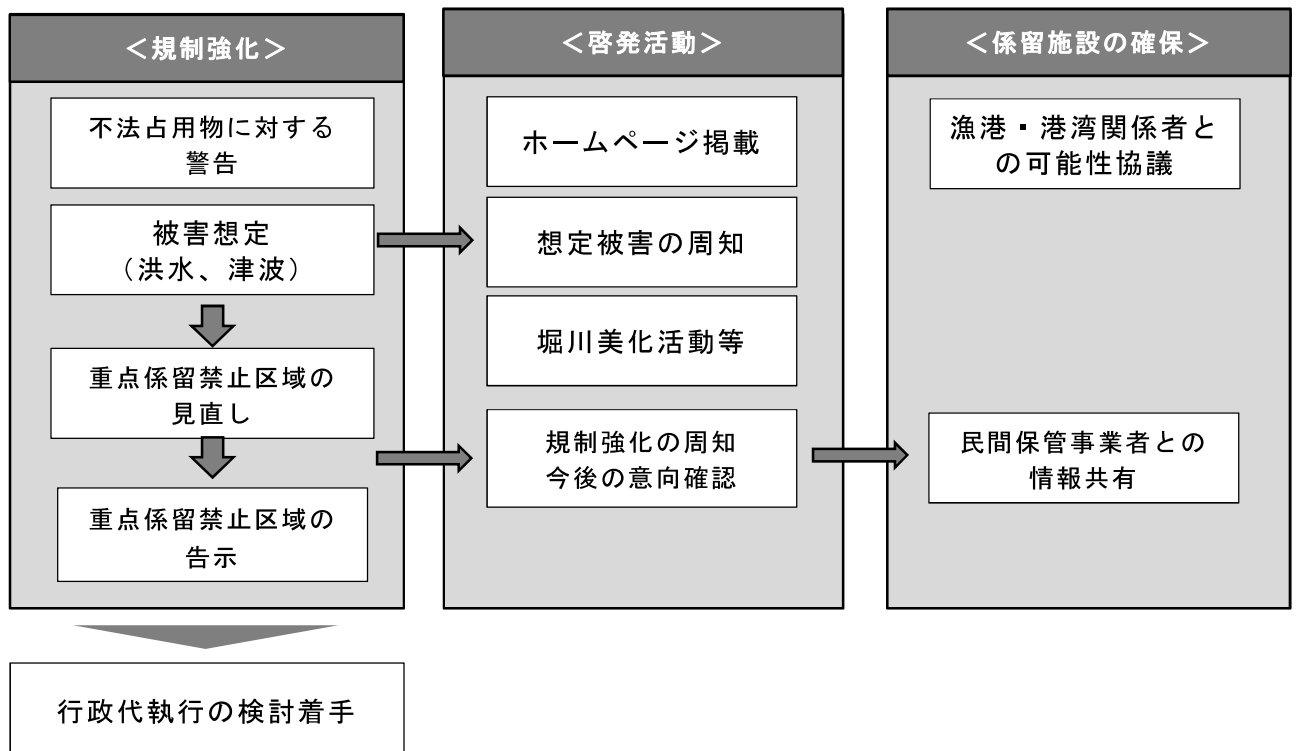 ＜規制強化＞
不法占用物に対する
警告
被害想定
（洪水、津波）
重点係留禁止区域の
見直し
重点係留禁止区域の
告示
行政代執行の検討着手
＜啓発活動＞
ホームページ掲載
想定被害の周知
堀川美化活動等
規制強化の周知
今後の意向確認
＜係留施設の確保＞
漁港・港湾関係者と
の可能性協議
民間保管事業者との
情報共有